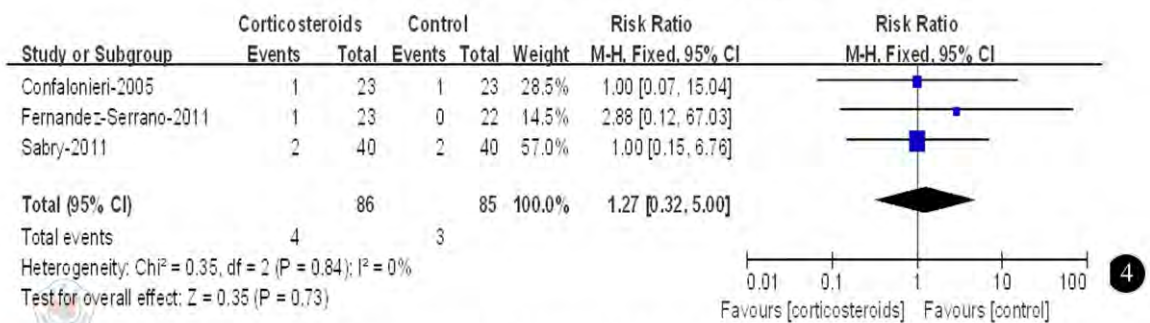 Corticosteroids Control Risk Ratio Risk Ratio
Study or Subgroup Events Total Events Total Weight M-H, Fixed, 95% CI M-H, Fixed, 95% CI
Confalonieri-2005 1 23 1 23 28.5% 1.00 [0.07, 15.04]
Fernandez-Serrano-2011 1 23 0 22 14.5% 2.88 [0.12, 67.03]
Sabry-2011 2 40 2 40 57.0% 1.00 [0.15, 6.76]
Total (95% CI) 86 85 100.0% 1.27 [0.32, 5.00]
Total events 4 3
Heterogeneity: Chi² = 0.35, df = 2 (P = 0.84); I² = 0%
Test for overall effect: Z = 0.35 (P = 0.73)
0.01 0.1 1 10 100
Favours [corticosteroids] Favours [control]
4